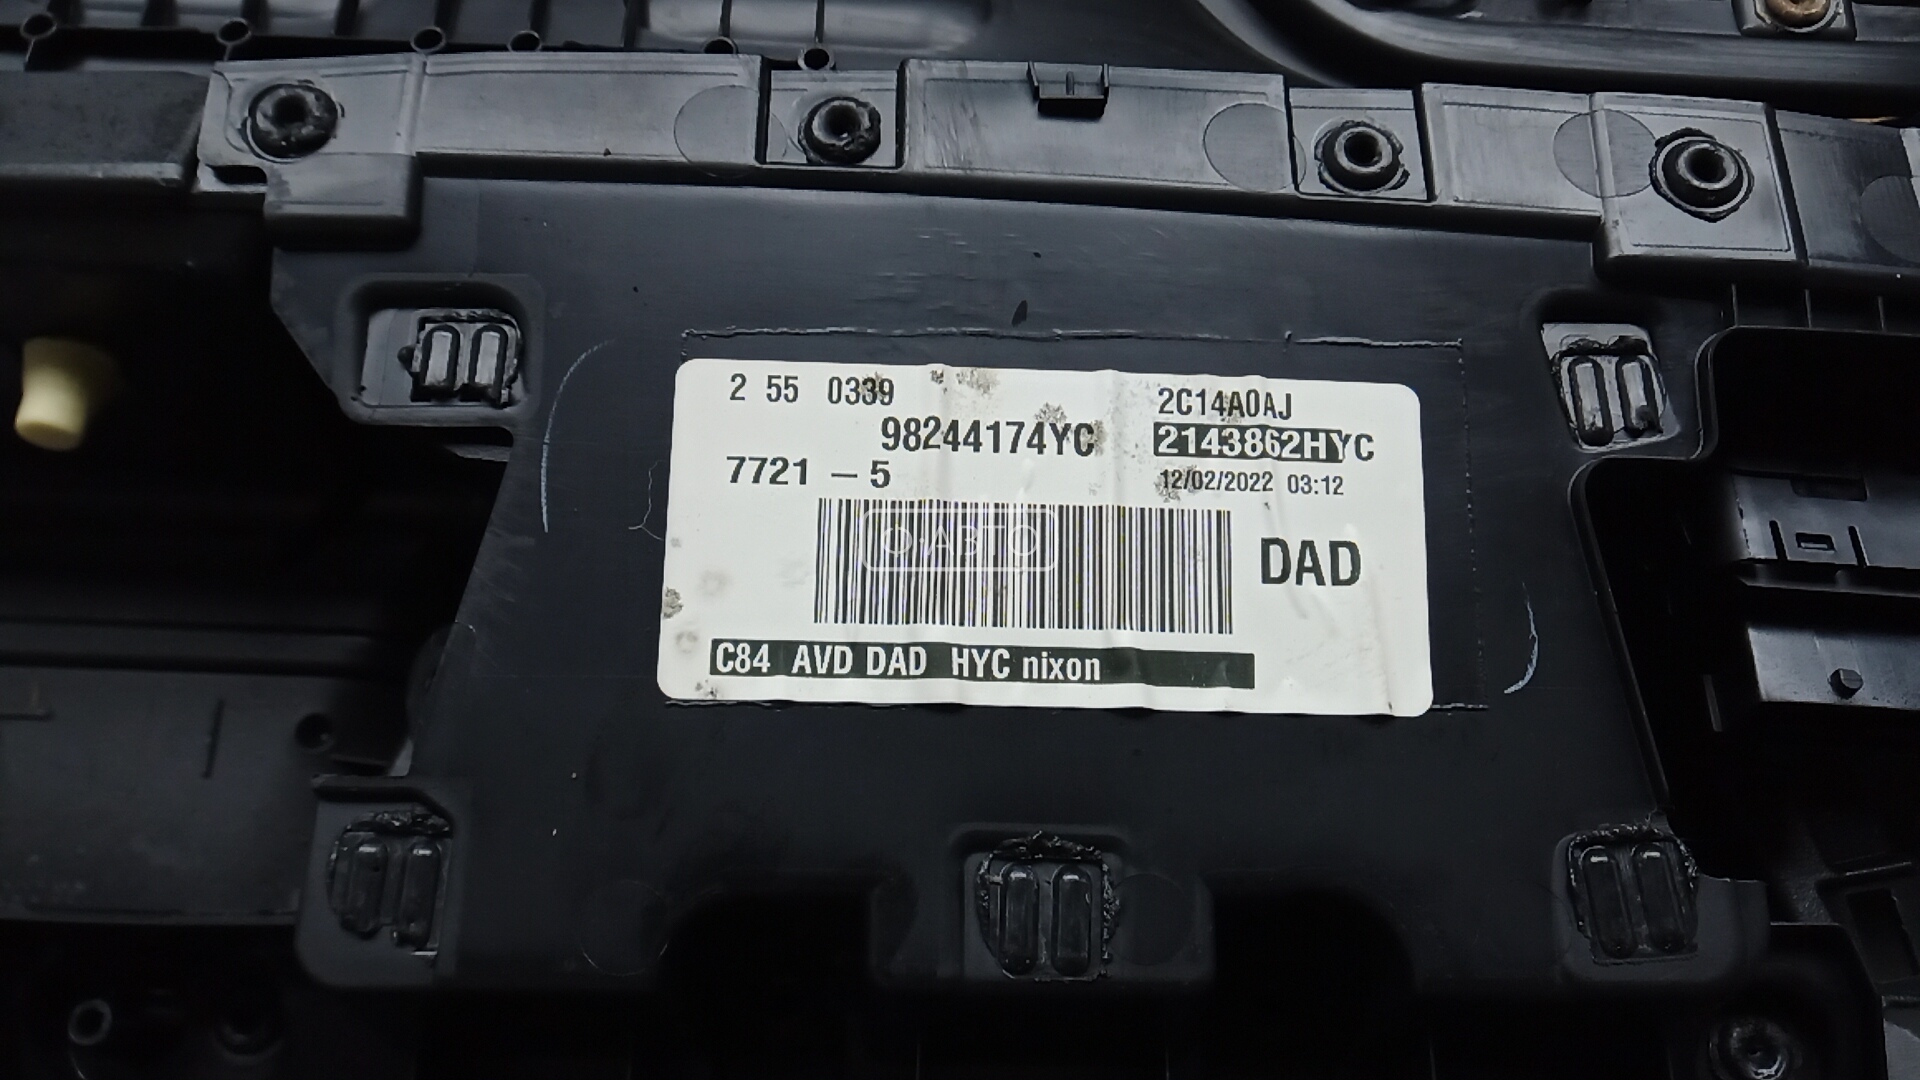 2 55 0339
2C14A0AJ
98244174YC
2143862HYC
7721 - 5
12/02/2022 03:12
О·АВТО
DAD
C84 AVD DAD HYC nixon